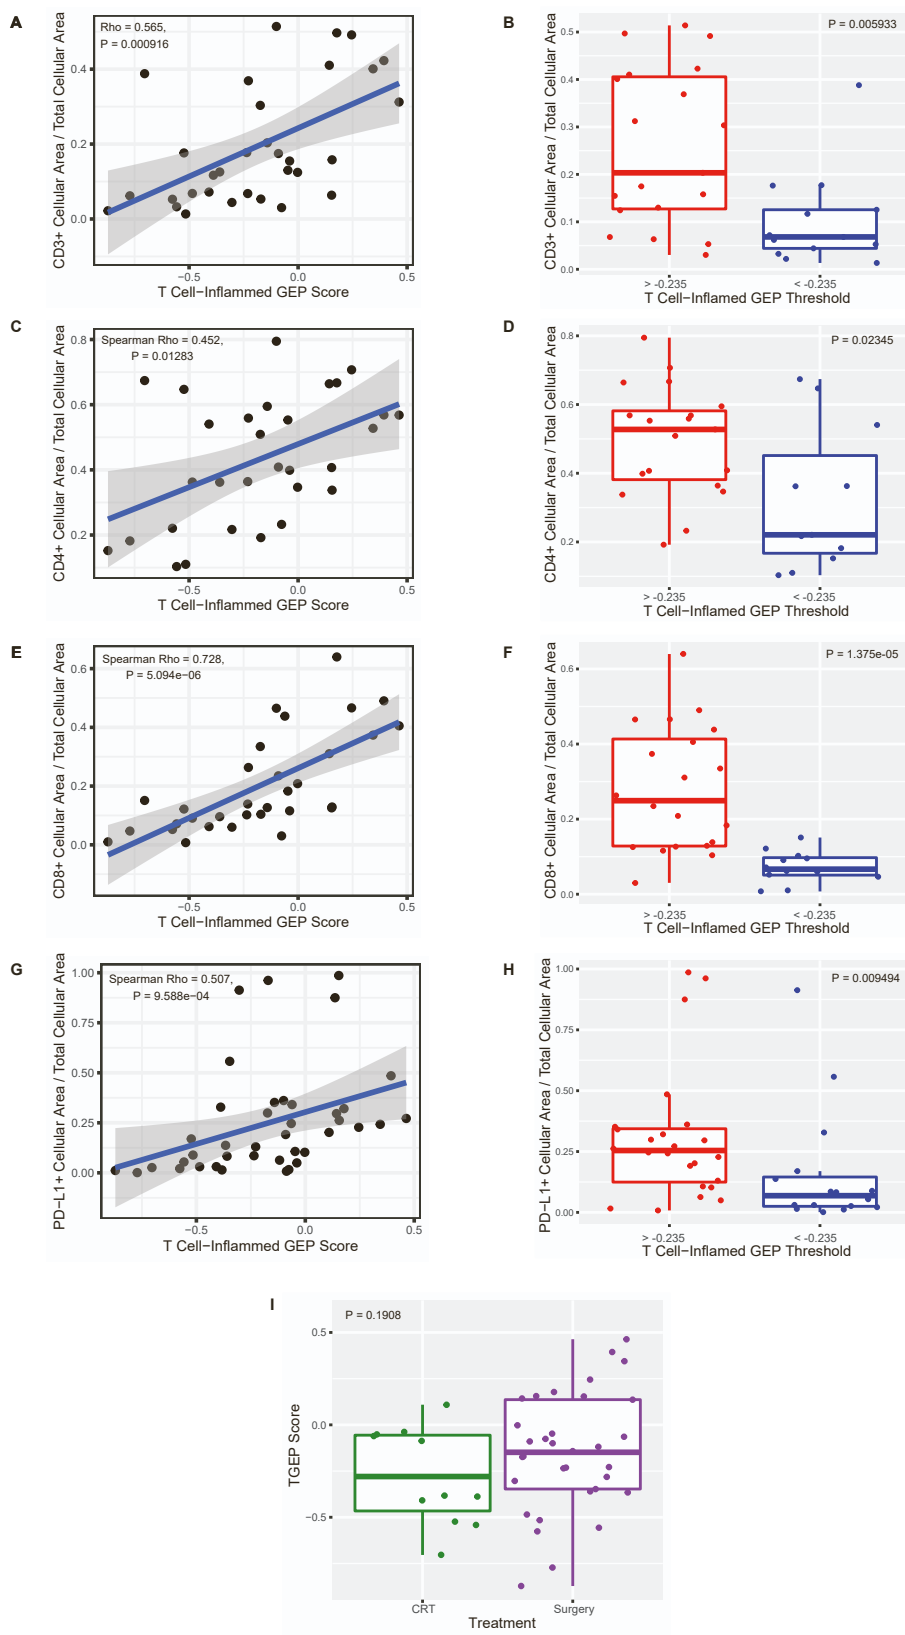 A
CD3+ Cellular Area / Total Cellular Area
Rho = 0.565,
P = 0.000916
0.4
0.2
0.0
−0.5 0.0 0.5
T Cell−Inflammed GEP Score
B
CD3+ Cellular Area / Total Cellular Area
P = 0.005933
0.5
0.4
0.3
0.2
0.1
0.0
> -0.235 < -0.235
T Cell−Inflamed GEP Threshold
C
CD4+ Cellular Area / Total Cellular Area
Spearman Rho = 0.452,
P = 0.01283
0.8
0.6
0.4
0.2
−0.5 0.0 0.5
T Cell−Inflammed GEP Score
D
CD4+ Cellular Area / Total Cellular Area
P = 0.02345
0.8
0.6
0.4
0.2
> -0.235 < -0.235
T Cell−Inflamed GEP Threshold
E
CD8+ Cellular Area / Total Cellular Area
Spearman Rho = 0.728,
P = 5.094e−06
0.6
0.4
0.2
0.0
−0.5 0.0 0.5
T Cell−Inflammed GEP Score
F
CD8+ Cellular Area / Total Cellular Area
P = 1.375e-05
0.6
0.4
0.2
0.0
> -0.235 < -0.235
T Cell−Inflamed GEP Threshold
G
PD−L1+ Cellular Area / Total Cellular Area
Spearman Rho = 0.507,
P = 9.588e−04
1.00
0.75
0.50
0.25
0.00
−0.5 0.0 0.5
T Cell−Inflammed GEP Score
H
PD−L1+ Cellular Area / Total Cellular Area
P = 0.009494
1.00
0.75
0.50
0.25
0.00
> -0.235 < -0.235
T Cell−Inflamed GEP Threshold
I
TGEP Score
P = 0.1908
0.5
0.0
−0.5
CRT Surgery
Treatment